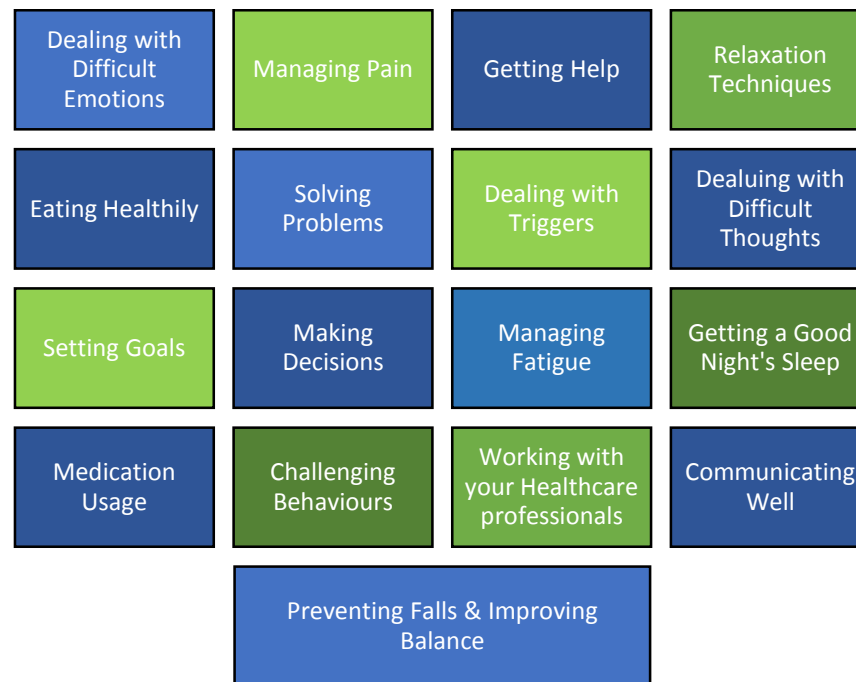 Dealing with
Difficult
Emotions
Managing Pain
Getting Help
Relaxation
Techniques
Eating Healthily
Solving
Problems
Dealing with
Triggers
Dealuing with
Difficult
Thoughts
Setting Goals
Making
Decisions
Managing
Fatigue
Getting a Good
Night's Sleep
Medication
Usage
Challenging
Behaviours
Working with
your Healthcare
professionals
Communicating
Well
Preventing Falls & Improving
Balance